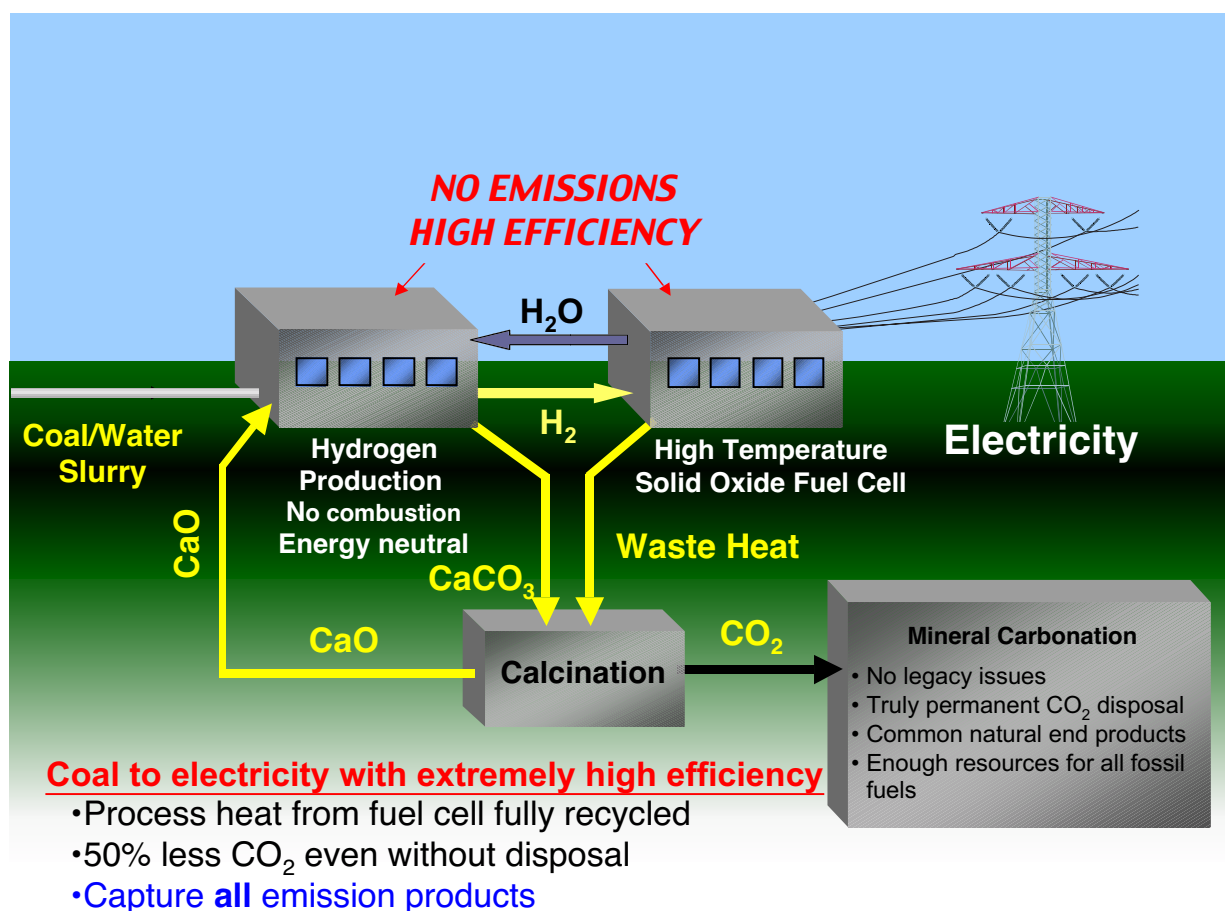 NO EMISSIONS
HIGH EFFICIENCY
H₂O
H₂
Coal/Water
Slurry
Hydrogen
Production
No combustion
Energy neutral
High Temperature
Solid Oxide Fuel Cell
Electricity
CaO
CaCO₃
Waste Heat
CaO
Calcination
CO₂
Mineral Carbonation
• No legacy issues
• Truly permanent CO₂ disposal
• Common natural end products
• Enough resources for all fossil
fuels
Coal to electricity with extremely high efficiency
•Process heat from fuel cell fully recycled
•50% less CO₂ even without disposal
•Capture all emission products